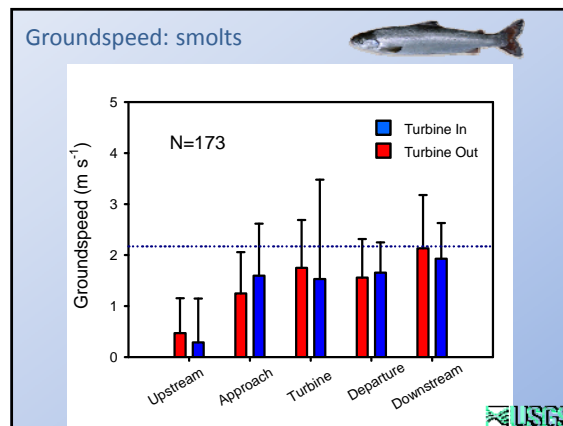 Groundspeed: smolts
5
4
3
2
1
0
Groundspeed (m s-1)
N=173
Turbine In
Turbine Out
Upstream
Approach
Turbine
Departure
Downstream
USGS